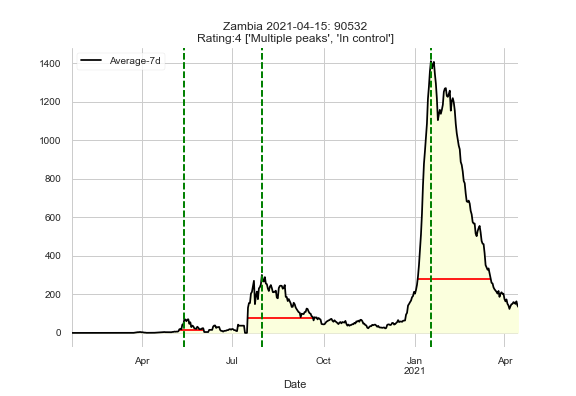 Zambia 2021-04-15: 90532
Rating:4 ['Multiple peaks', 'In control']
Average-7d
1400
1200
1000
800
600
400
200
0
Apr
Jul
Oct
Jan
2021
Apr
Date